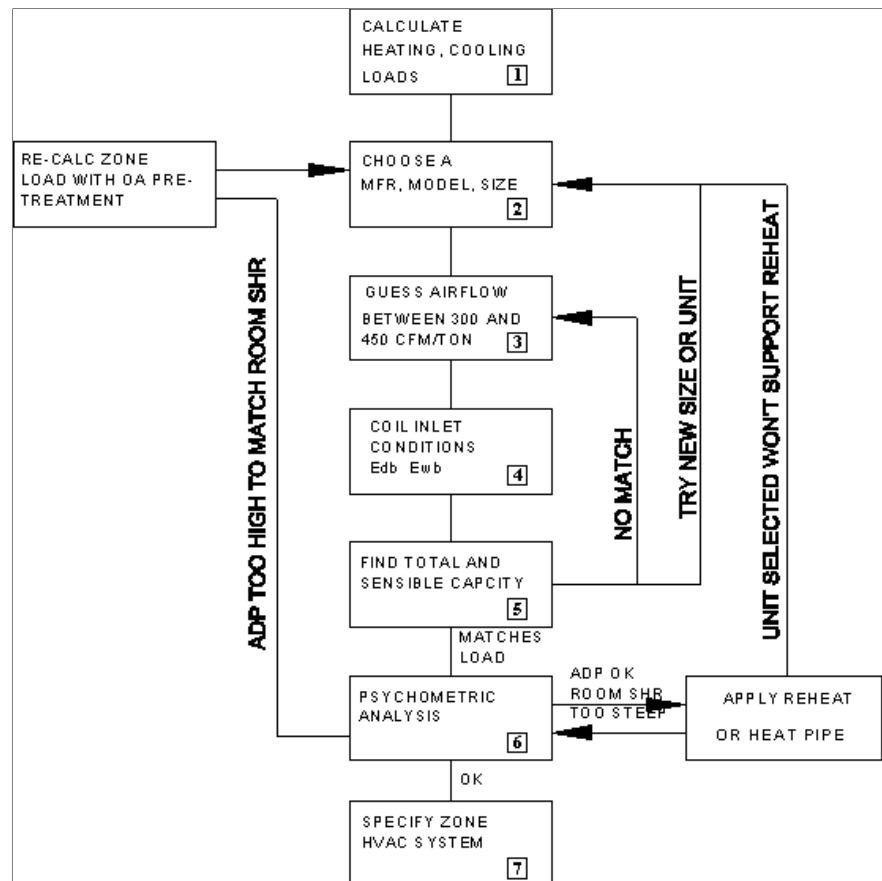 CALCULATE
HEATING, COOLING
LOADS
1
RE-CALC ZONE
LOAD WITH OA PRE-
TREATMENT
CHOOSE A
MFR, MODEL, SIZE
2
GUESS AIRFLOW
BETWEEN 300 AND
450 CFM/TON
3
COIL INLET
CONDITIONS
Edb Ewb
4
FIND TOTAL AND
SENSIBLE CAPCITY
5
ADP TOO HIGH TO MATCH ROOM SHR
NO MATCH
TRY NEW SIZE OR UNIT
UNIT SELECTED WON'T SUPPORT REHEAT
MATCHES
LOAD
PSYCHOMETRIC
ANALYSIS
6
ADP OK
ROOM SHR
TOO STEEP
APPLY REHEAT
OR HEAT PIPE
OK
SPECIFY ZONE
HVAC SYSTEM
7